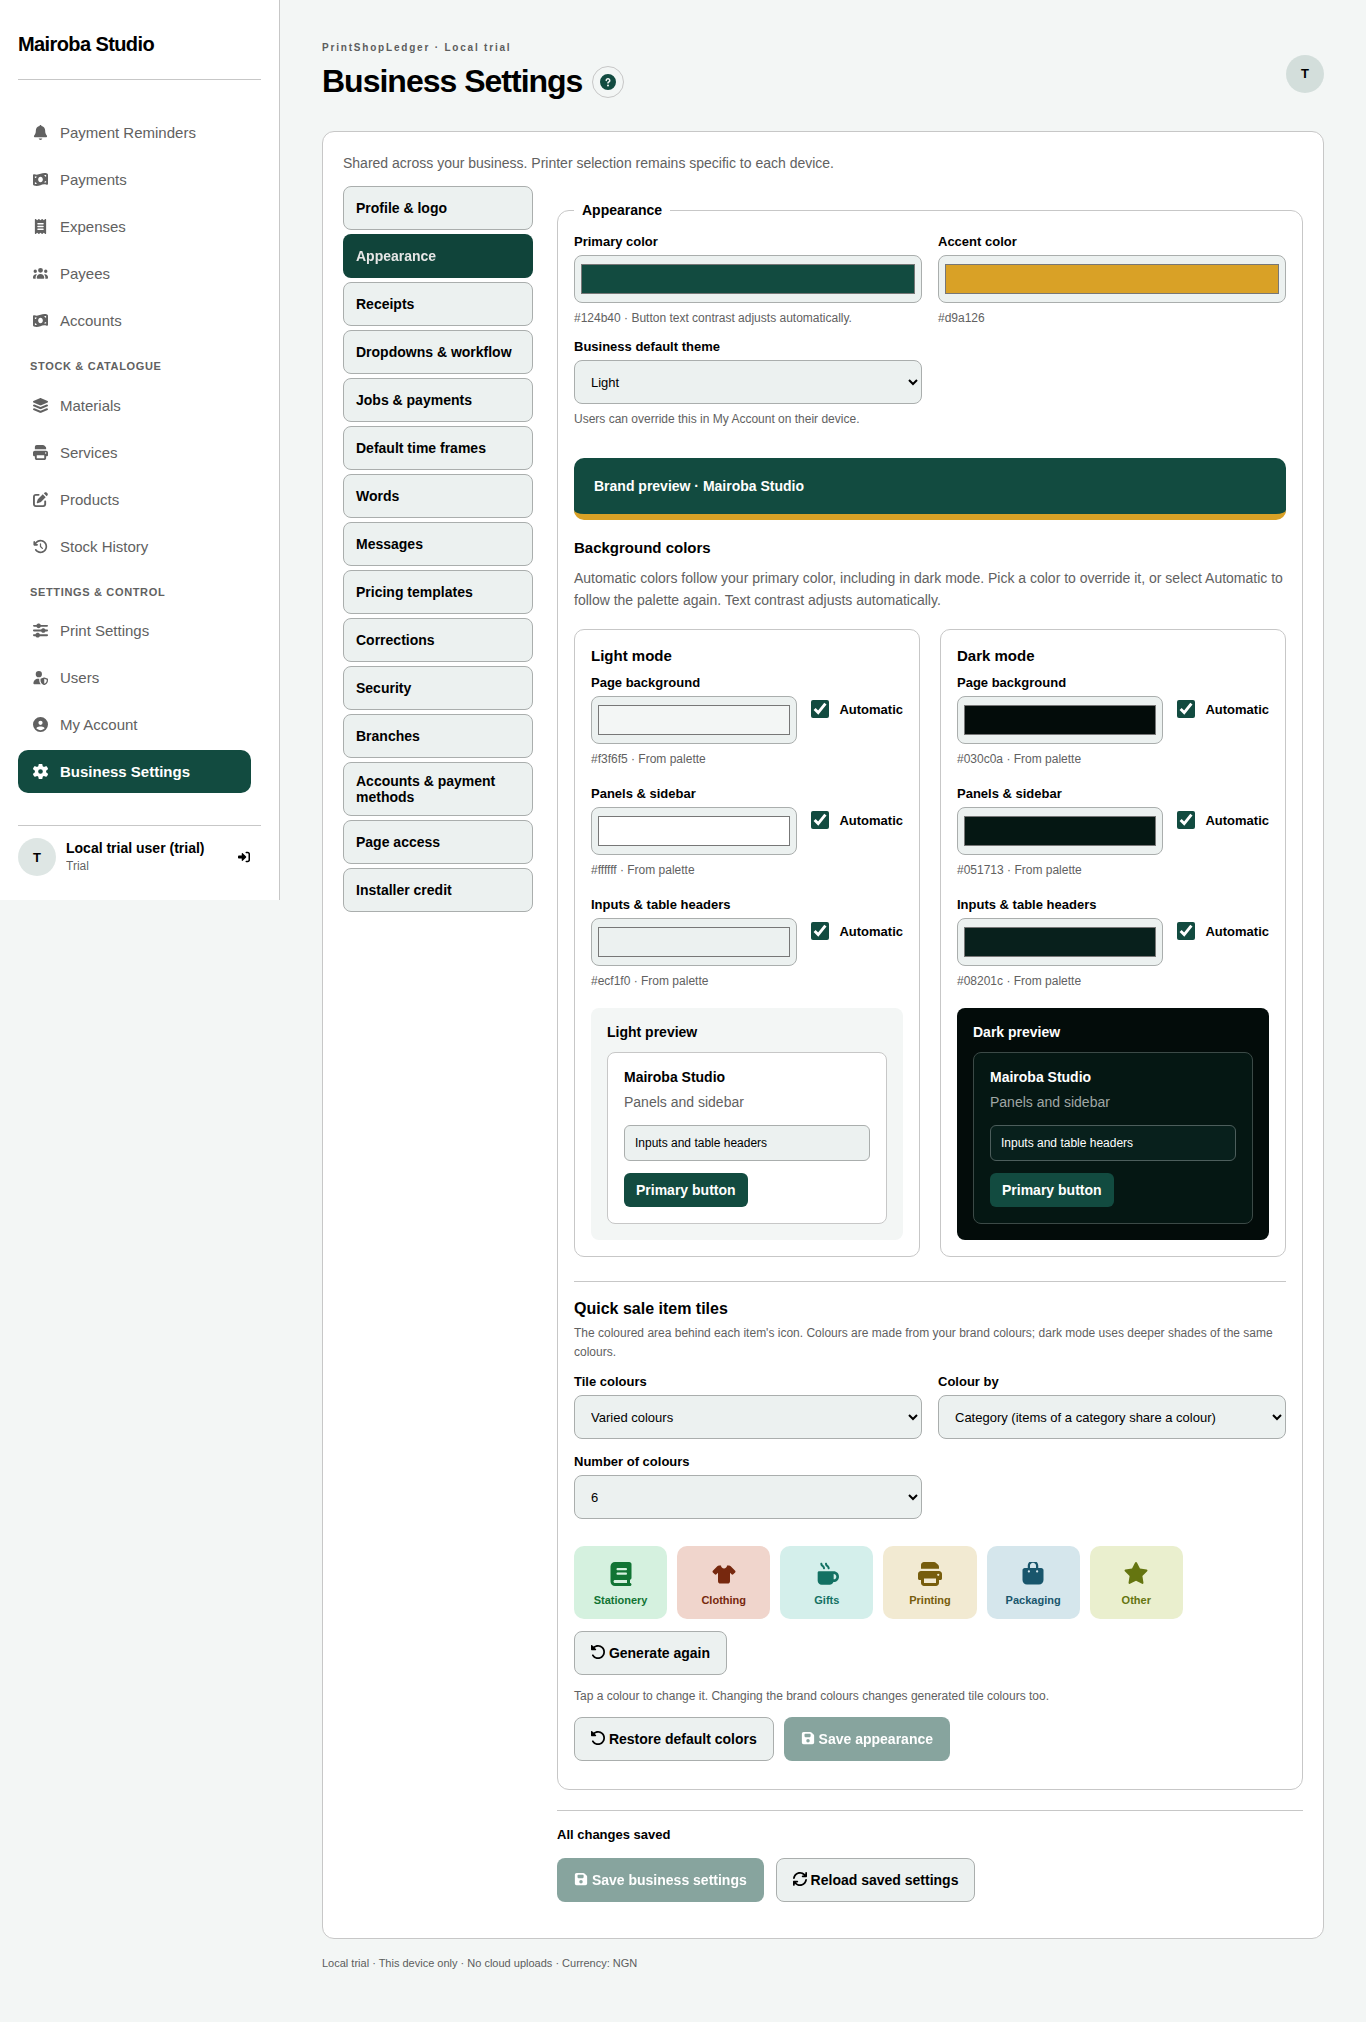 Mairoba Studio
Payment Reminders
Payments
Expenses
Payees
Accounts
STOCK & CATALOGUE
Materials
Services
Products
Stock History
SETTINGS & CONTROL
Print Settings
Users
My Account
Business Settings
T
Local trial user (trial)
Trial
PrintShopLedger · Local trial
Business Settings
?
T
Shared across your business. Printer selection remains specific to each device.
Profile & logo
Appearance
Receipts
Dropdowns & workflow
Jobs & payments
Default time frames
Words
Messages
Pricing templates
Corrections
Security
Branches
Accounts & payment
methods
Page access
Installer credit
Appearance
Primary color
#124b40 · Button text contrast adjusts automatically.
Accent color
#d9a126
Business default theme
Light
Users can override this in My Account on their device.
Brand preview · Mairoba Studio
Background colors
Automatic colors follow your primary color, including in dark mode. Pick a color to override it, or select Automatic to
follow the palette again. Text contrast adjusts automatically.
Light mode
Page background
Automatic
#f3f6f5 · From palette
Panels & sidebar
Automatic
#ffffff · From palette
Inputs & table headers
Automatic
#ecf1f0 · From palette
Light preview
Mairoba Studio
Panels and sidebar
Inputs and table headers
Primary button
Dark mode
Page background
Automatic
#030c0a · From palette
Panels & sidebar
Automatic
#051713 · From palette
Inputs & table headers
Automatic
#08201c · From palette
Dark preview
Mairoba Studio
Panels and sidebar
Inputs and table headers
Primary button
Quick sale item tiles
The coloured area behind each item's icon. Colours are made from your brand colours; dark mode uses deeper shades of the same
colours.
Tile colours
Varied colours
Colour by
Category (items of a category share a colour)
Number of colours
6
Stationery
Clothing
Gifts
Printing
Packaging
Other
Generate again
Tap a colour to change it. Changing the brand colours changes generated tile colours too.
Restore default colors
Save appearance
All changes saved
Save business settings
Reload saved settings
Local trial · This device only · No cloud uploads · Currency: NGN